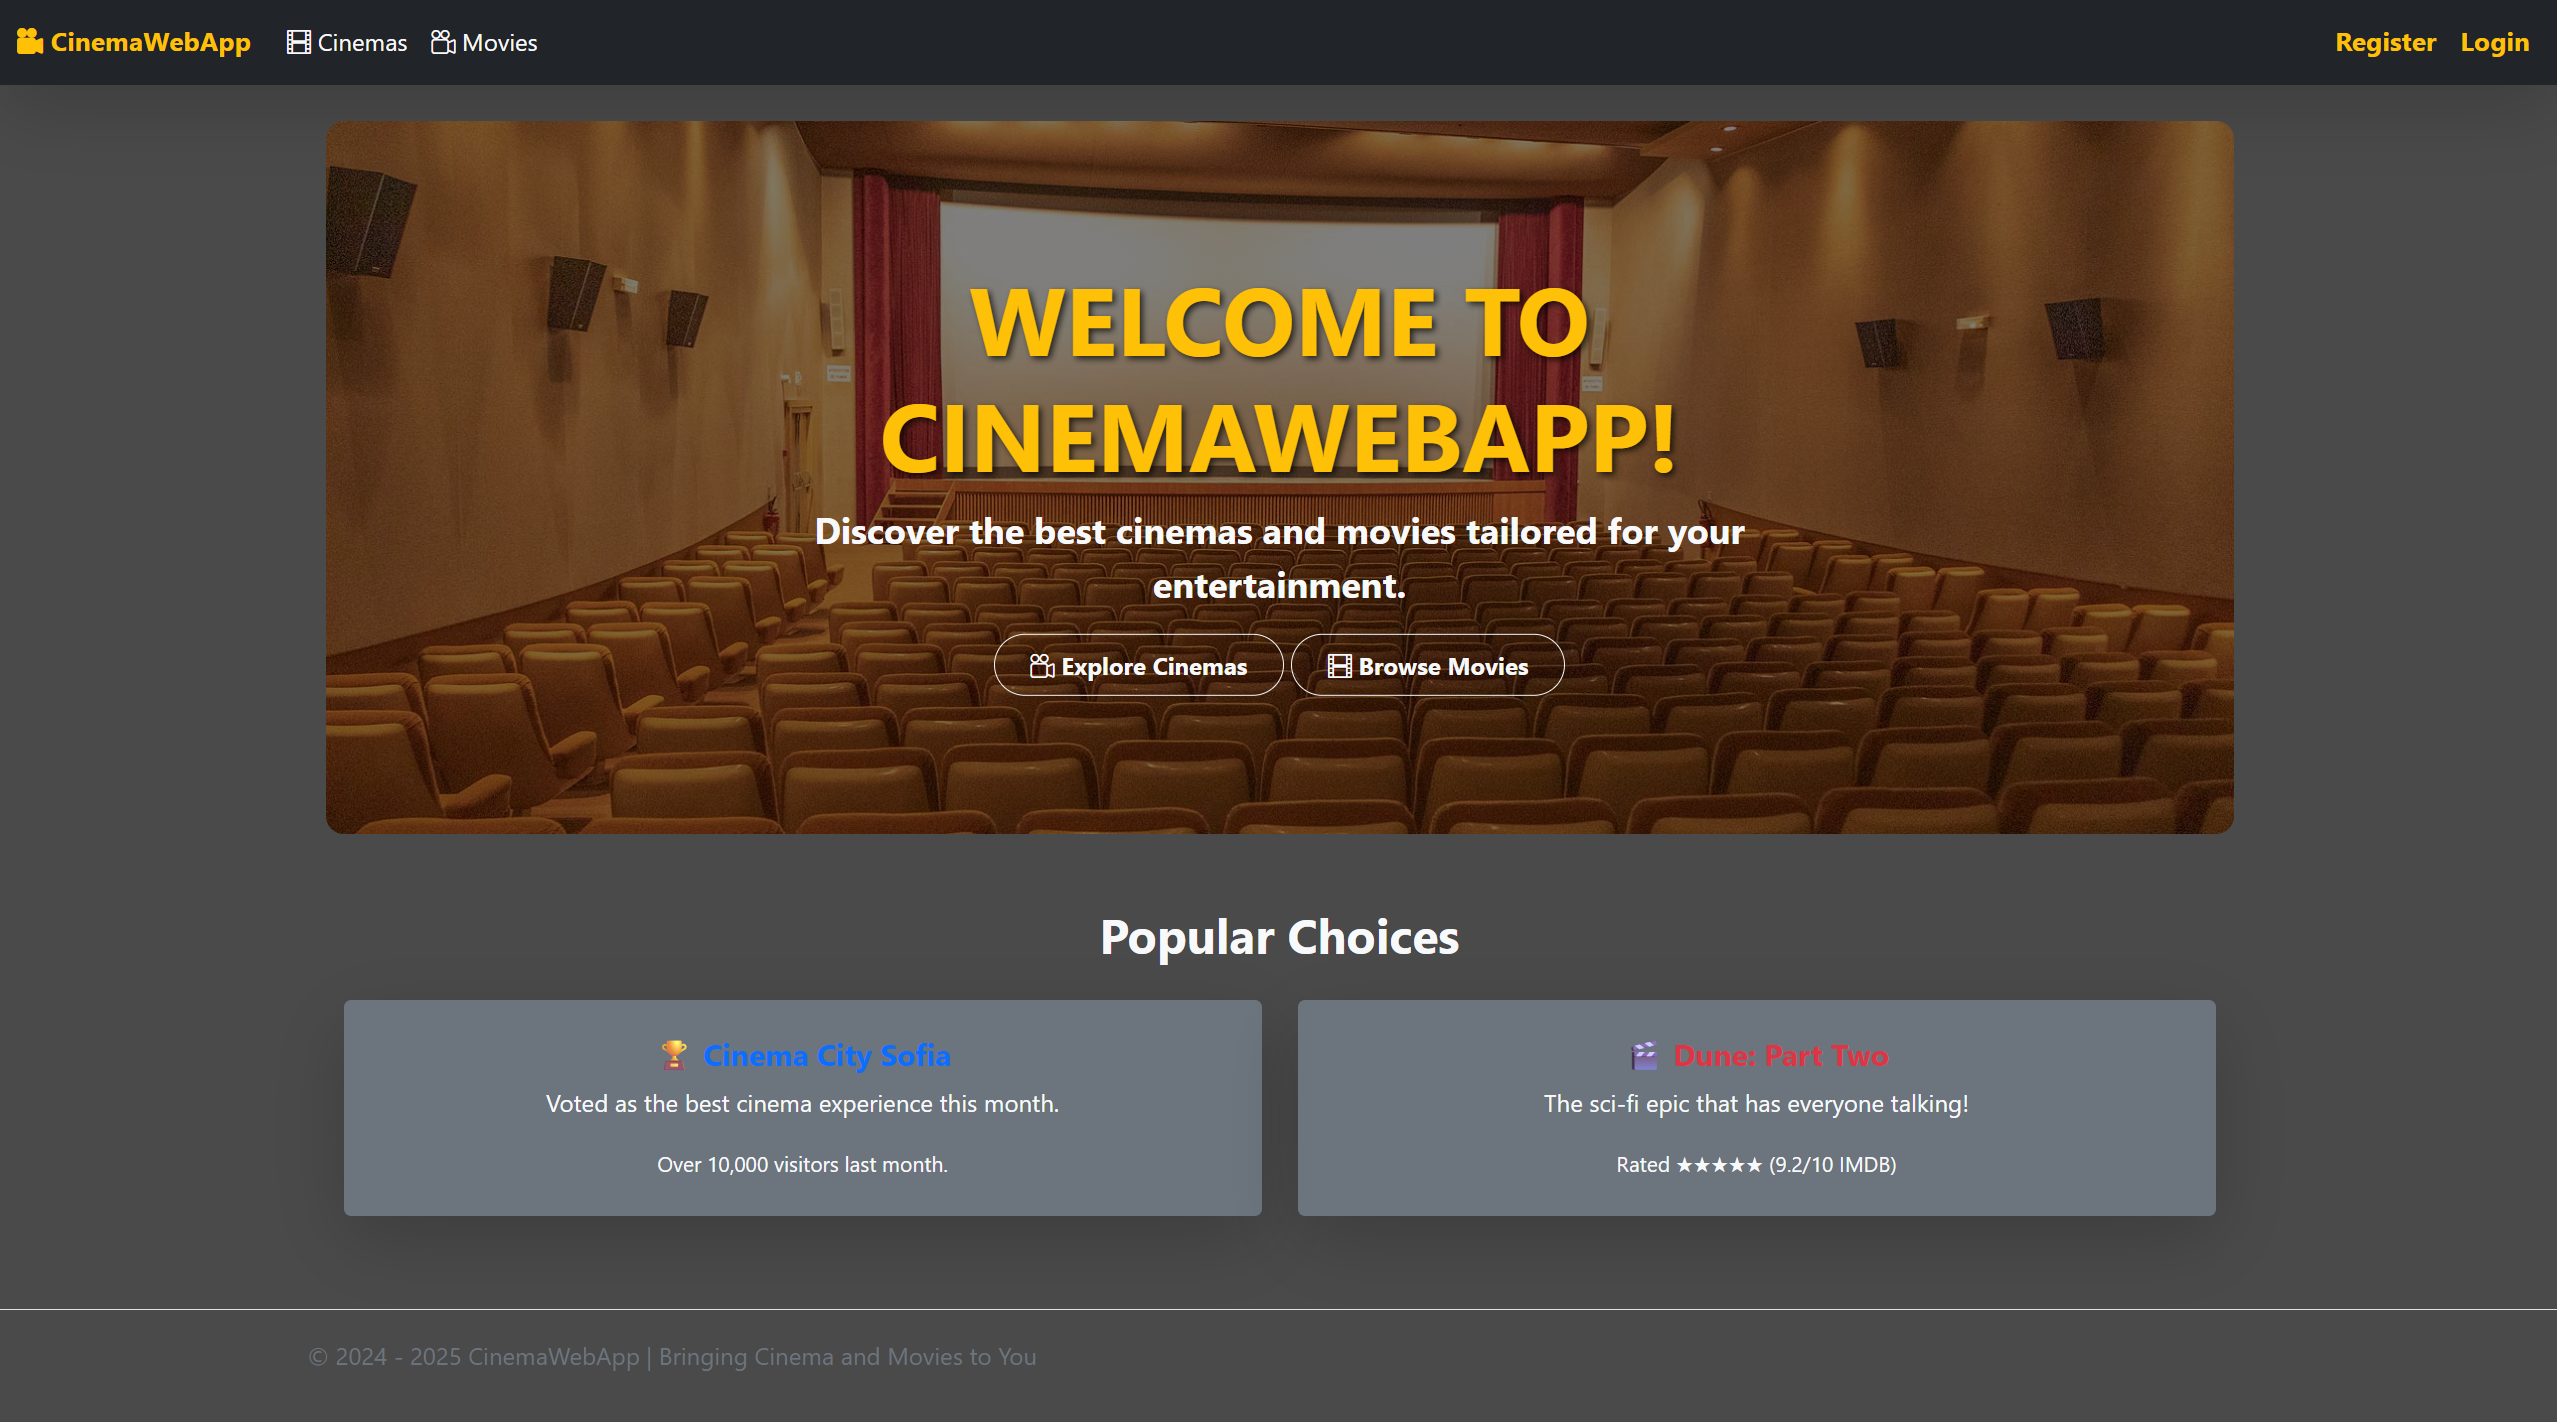 CinemaWebApp Cinemas Movies Register Login
WELCOME TO
CINEMAWEBAPP!
Discover the best cinemas and movies tailored for your
entertainment.
Explore Cinemas Browse Movies
Popular Choices
🏆 Cinema City Sofia
Voted as the best cinema experience this month.
Over 10,000 visitors last month.
🎬 Dune: Part Two
The sci-fi epic that has everyone talking!
Rated ★★★★★ (9.2/10 IMDB)
© 2024 - 2025 CinemaWebApp | Bringing Cinema and Movies to You